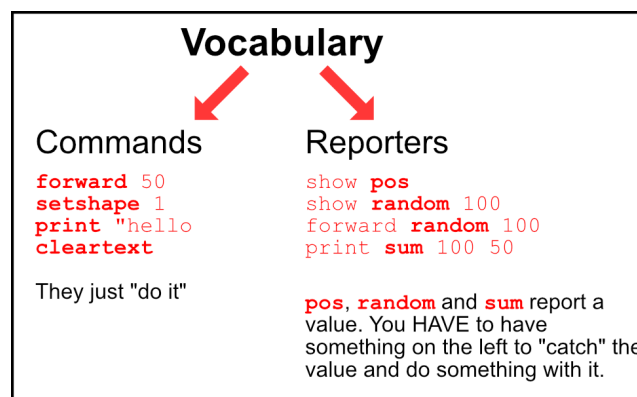 Vocabulary
Commands
forward 50
setshape 1
print "hello
cleartext
They just "do it"
Reporters
show pos
show random 100
forward random 100
print sum 100 50
pos, random and sum report a
value. You HAVE to have
something on the left to "catch" the
value and do something with it.